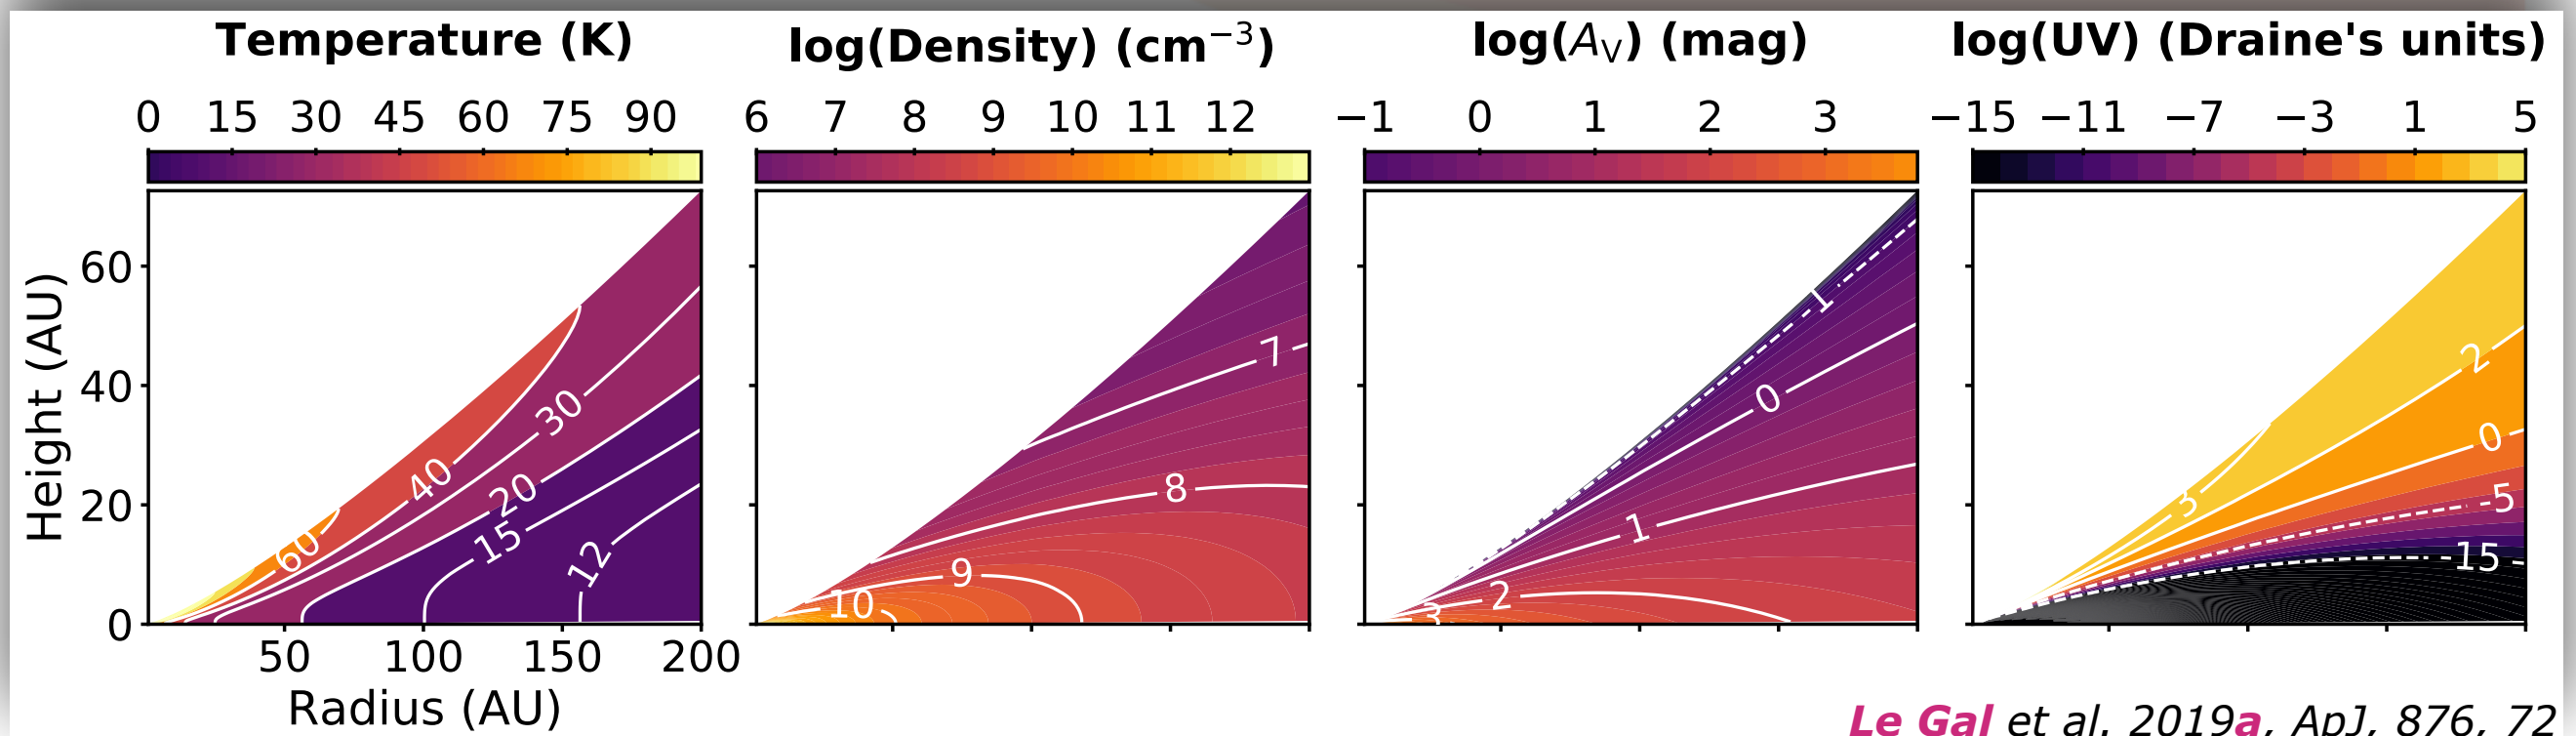 Temperature (K)
log(Density) (cm⁻³)
log(A_V) (mag)
log(UV) (Draine's units)
0 15 30 45 60 75 90
6 7 8 9 10 11 12
−1 0 1 2 3
−15 −11 −7 −3 1 5
Height (AU)
60
40
20
0
60
40
30
20
15
12
7
8
9
10
1
0
1
2
3
2
0
3
-5
15
50 100 150 200
Radius (AU)
Le Gal et al. 2019a, ApJ, 876, 72